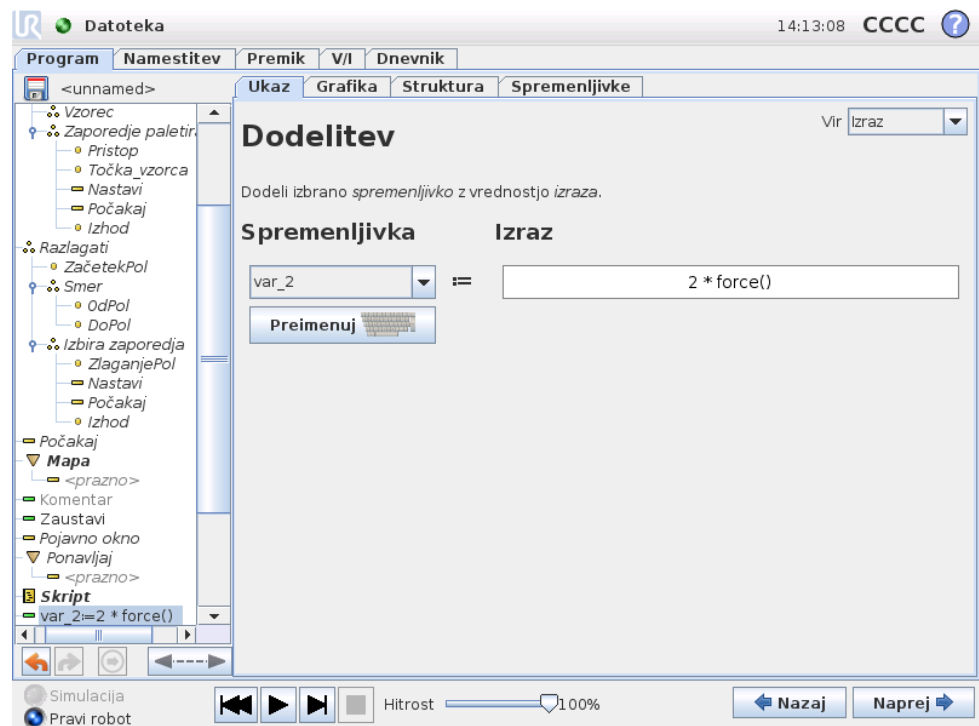 Datoteka 14:13:08 CCCC ?
Program Namestitev Premik V/I Dnevnik
<unnamed>
Vzorec
Zaporedje paletir
Pristop
Točka_vzorca
Nastavi
Počakaj
Izhod
Razlagati
ZačetekPol
Smer
OdPol
DoPol
Izbira zaporedja
ZlaganjePol
Nastavi
Počakaj
Izhod
Počakaj
Mapa
<prazno>
Komentar
Zaustavi
Pojavno okno
Ponavljaj
<prazno>
Skript
var_2:=2 * force()
Ukaz Grafika Struktura Spremenljivke
Vir Izraz
Dodelitev
Dodeli izbrano spremenljivko z vrednostjo izraza.
Spremenljivka Izraz
var_2 := 2 * force()
Preimenuj
Simulacija
Pravi robot
Hitrost 100%
Nazaj Naprej